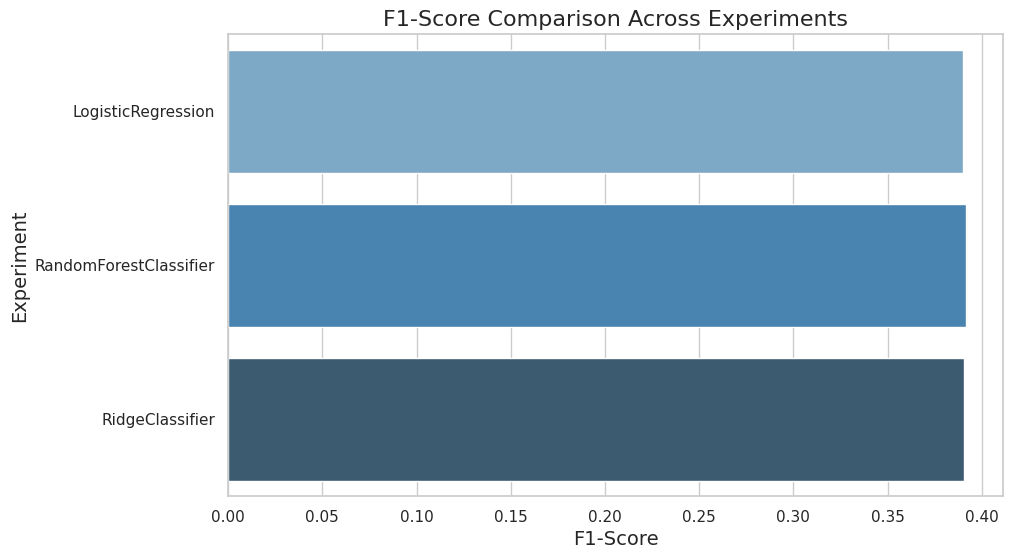 F1-Score Comparison Across Experiments
Experiment
LogisticRegression
RandomForestClassifier
RidgeClassifier
0.00 0.05 0.10 0.15 0.20 0.25 0.30 0.35 0.40
F1-Score